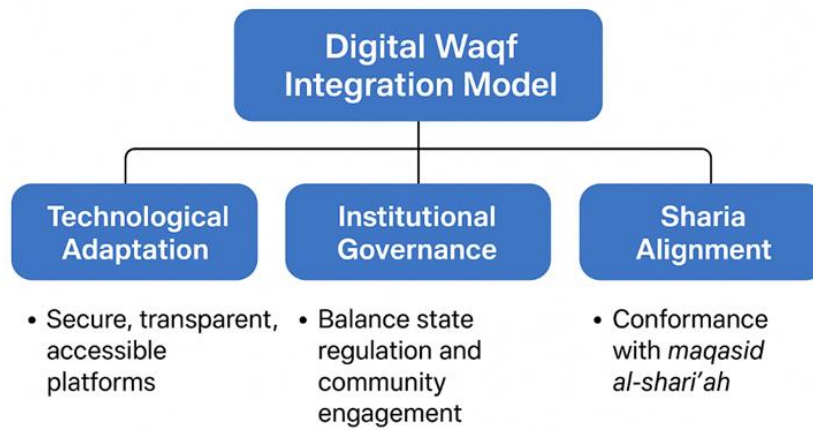 Digital Waqf
Integration Model
Technological
Adaptation
Institutional
Governance
Sharia
Alignment
• Secure, transparent,
accessible
platforms
• Balance state
regulation and
community
engagement
• Conformance
with maqasid
al-shari’ah